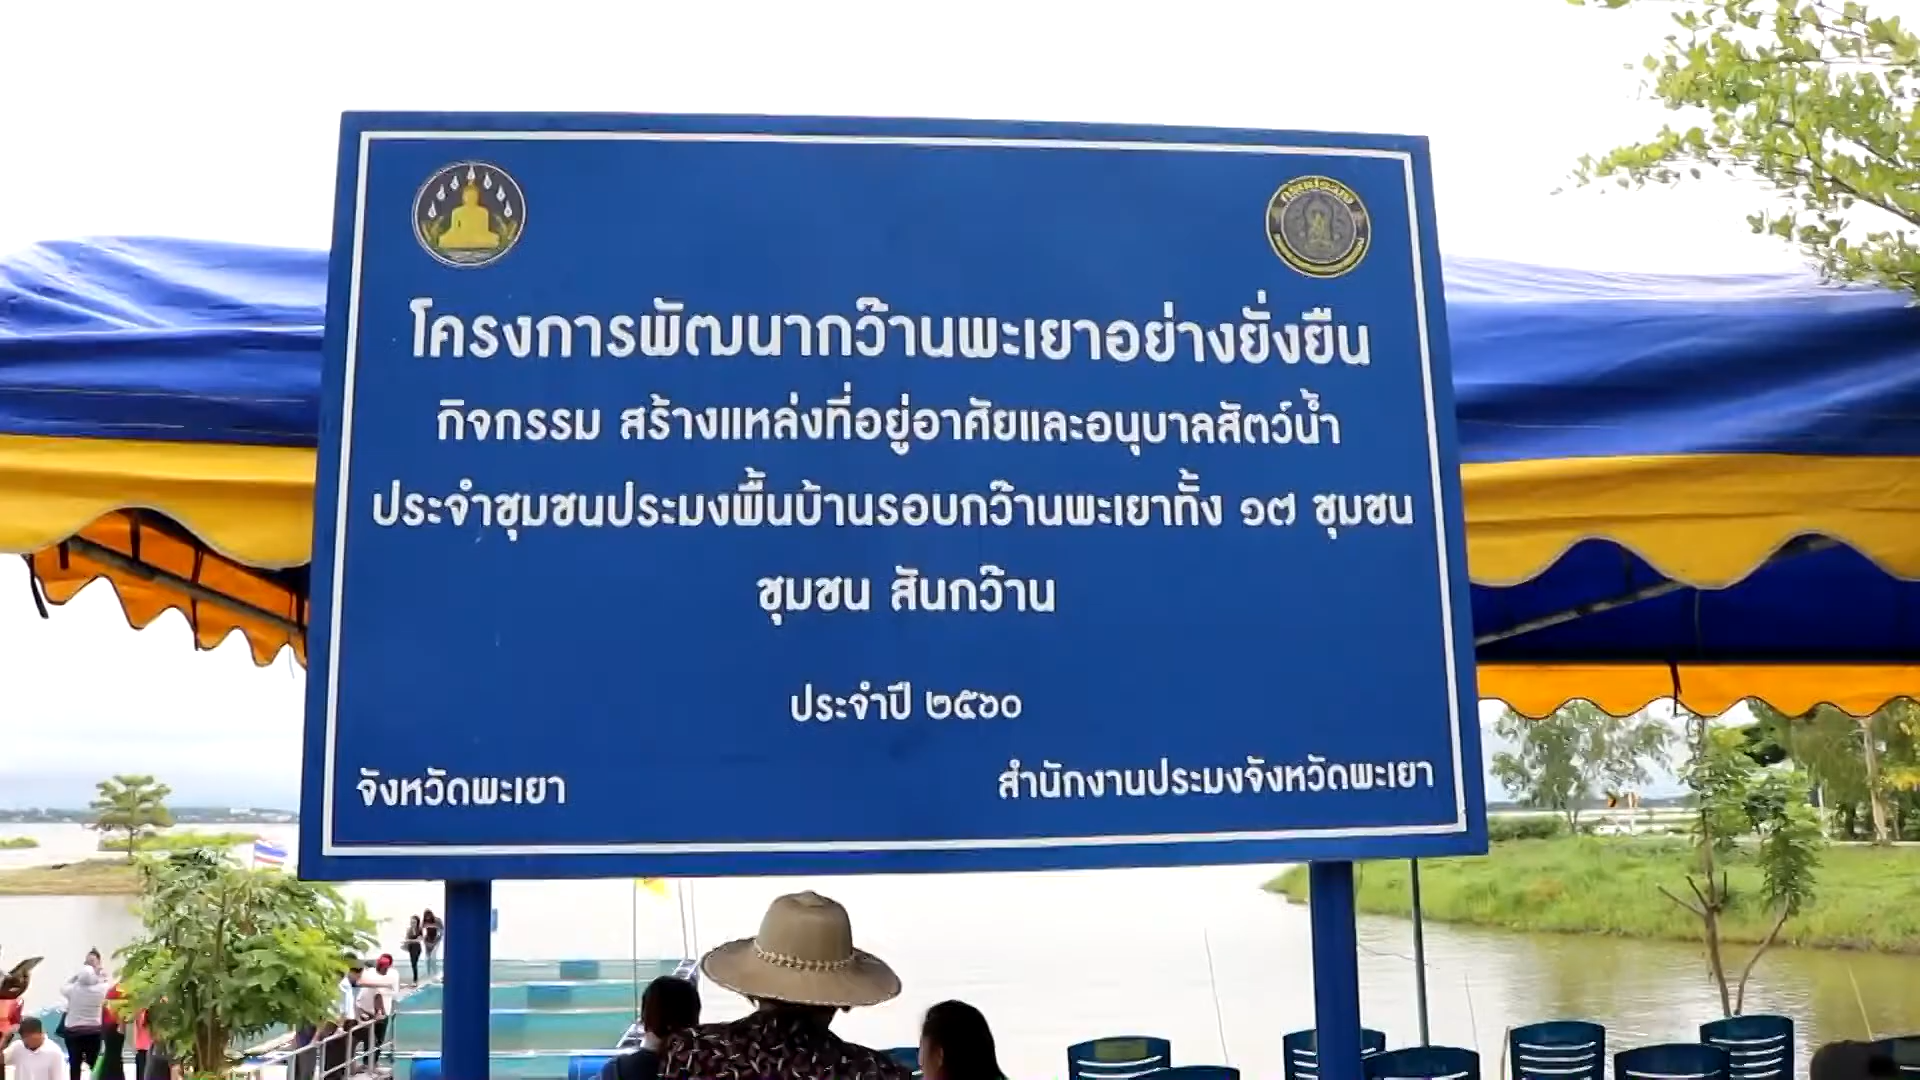 โครงการพัฒนากว๊านพะเยาอย่างยั่งยืน
กิจกรรม สร้างแหล่งที่อยู่อาศัยและอนุบาลสัตว์น้ำ
ประจำชุมชนประมงพื้นบ้านรอบกว๊านพะเยาทั้ง ๑๗ ชุมชน
ชุมชน สันกว๊าน
ประจำปี ๒๕๖๐
จังหวัดพะเยา
สำนักงานประมงจังหวัดพะเยา